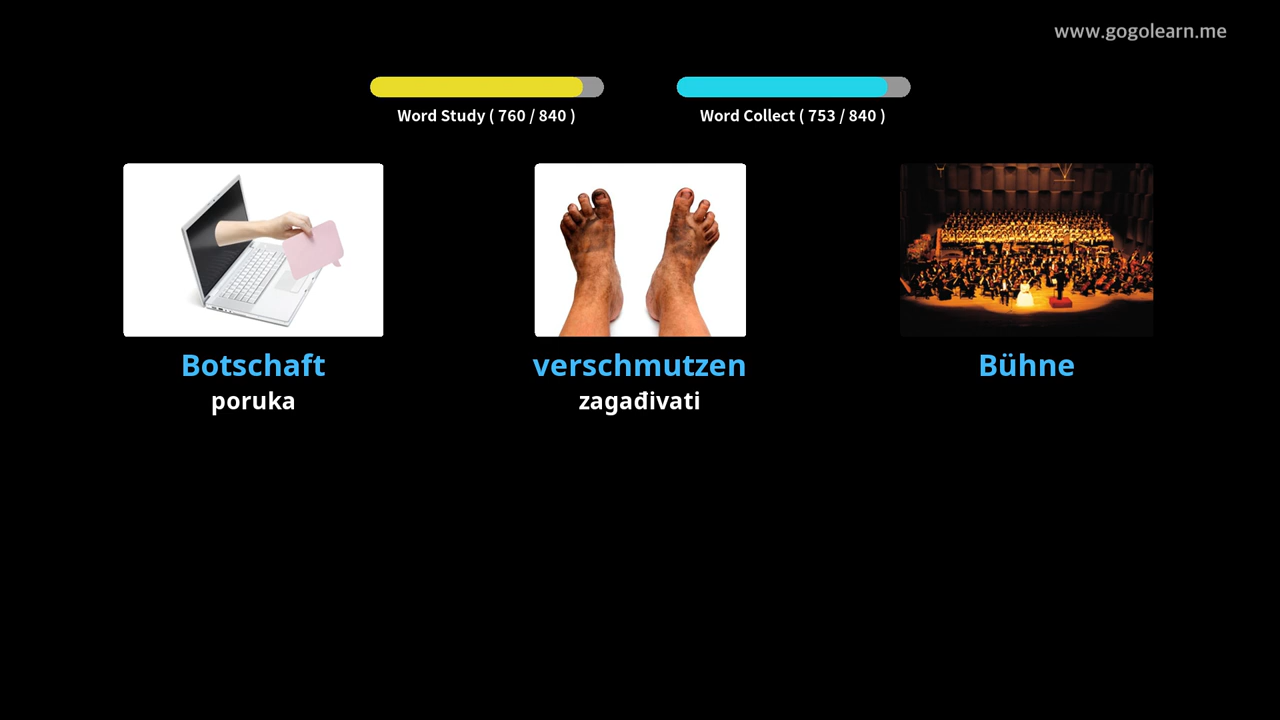 www.gogolearn.me
Word Study ( 760 / 840 )
Word Collect ( 753 / 840 )
Botschaft
poruka
verschmutzen
zagađivati
Bühne